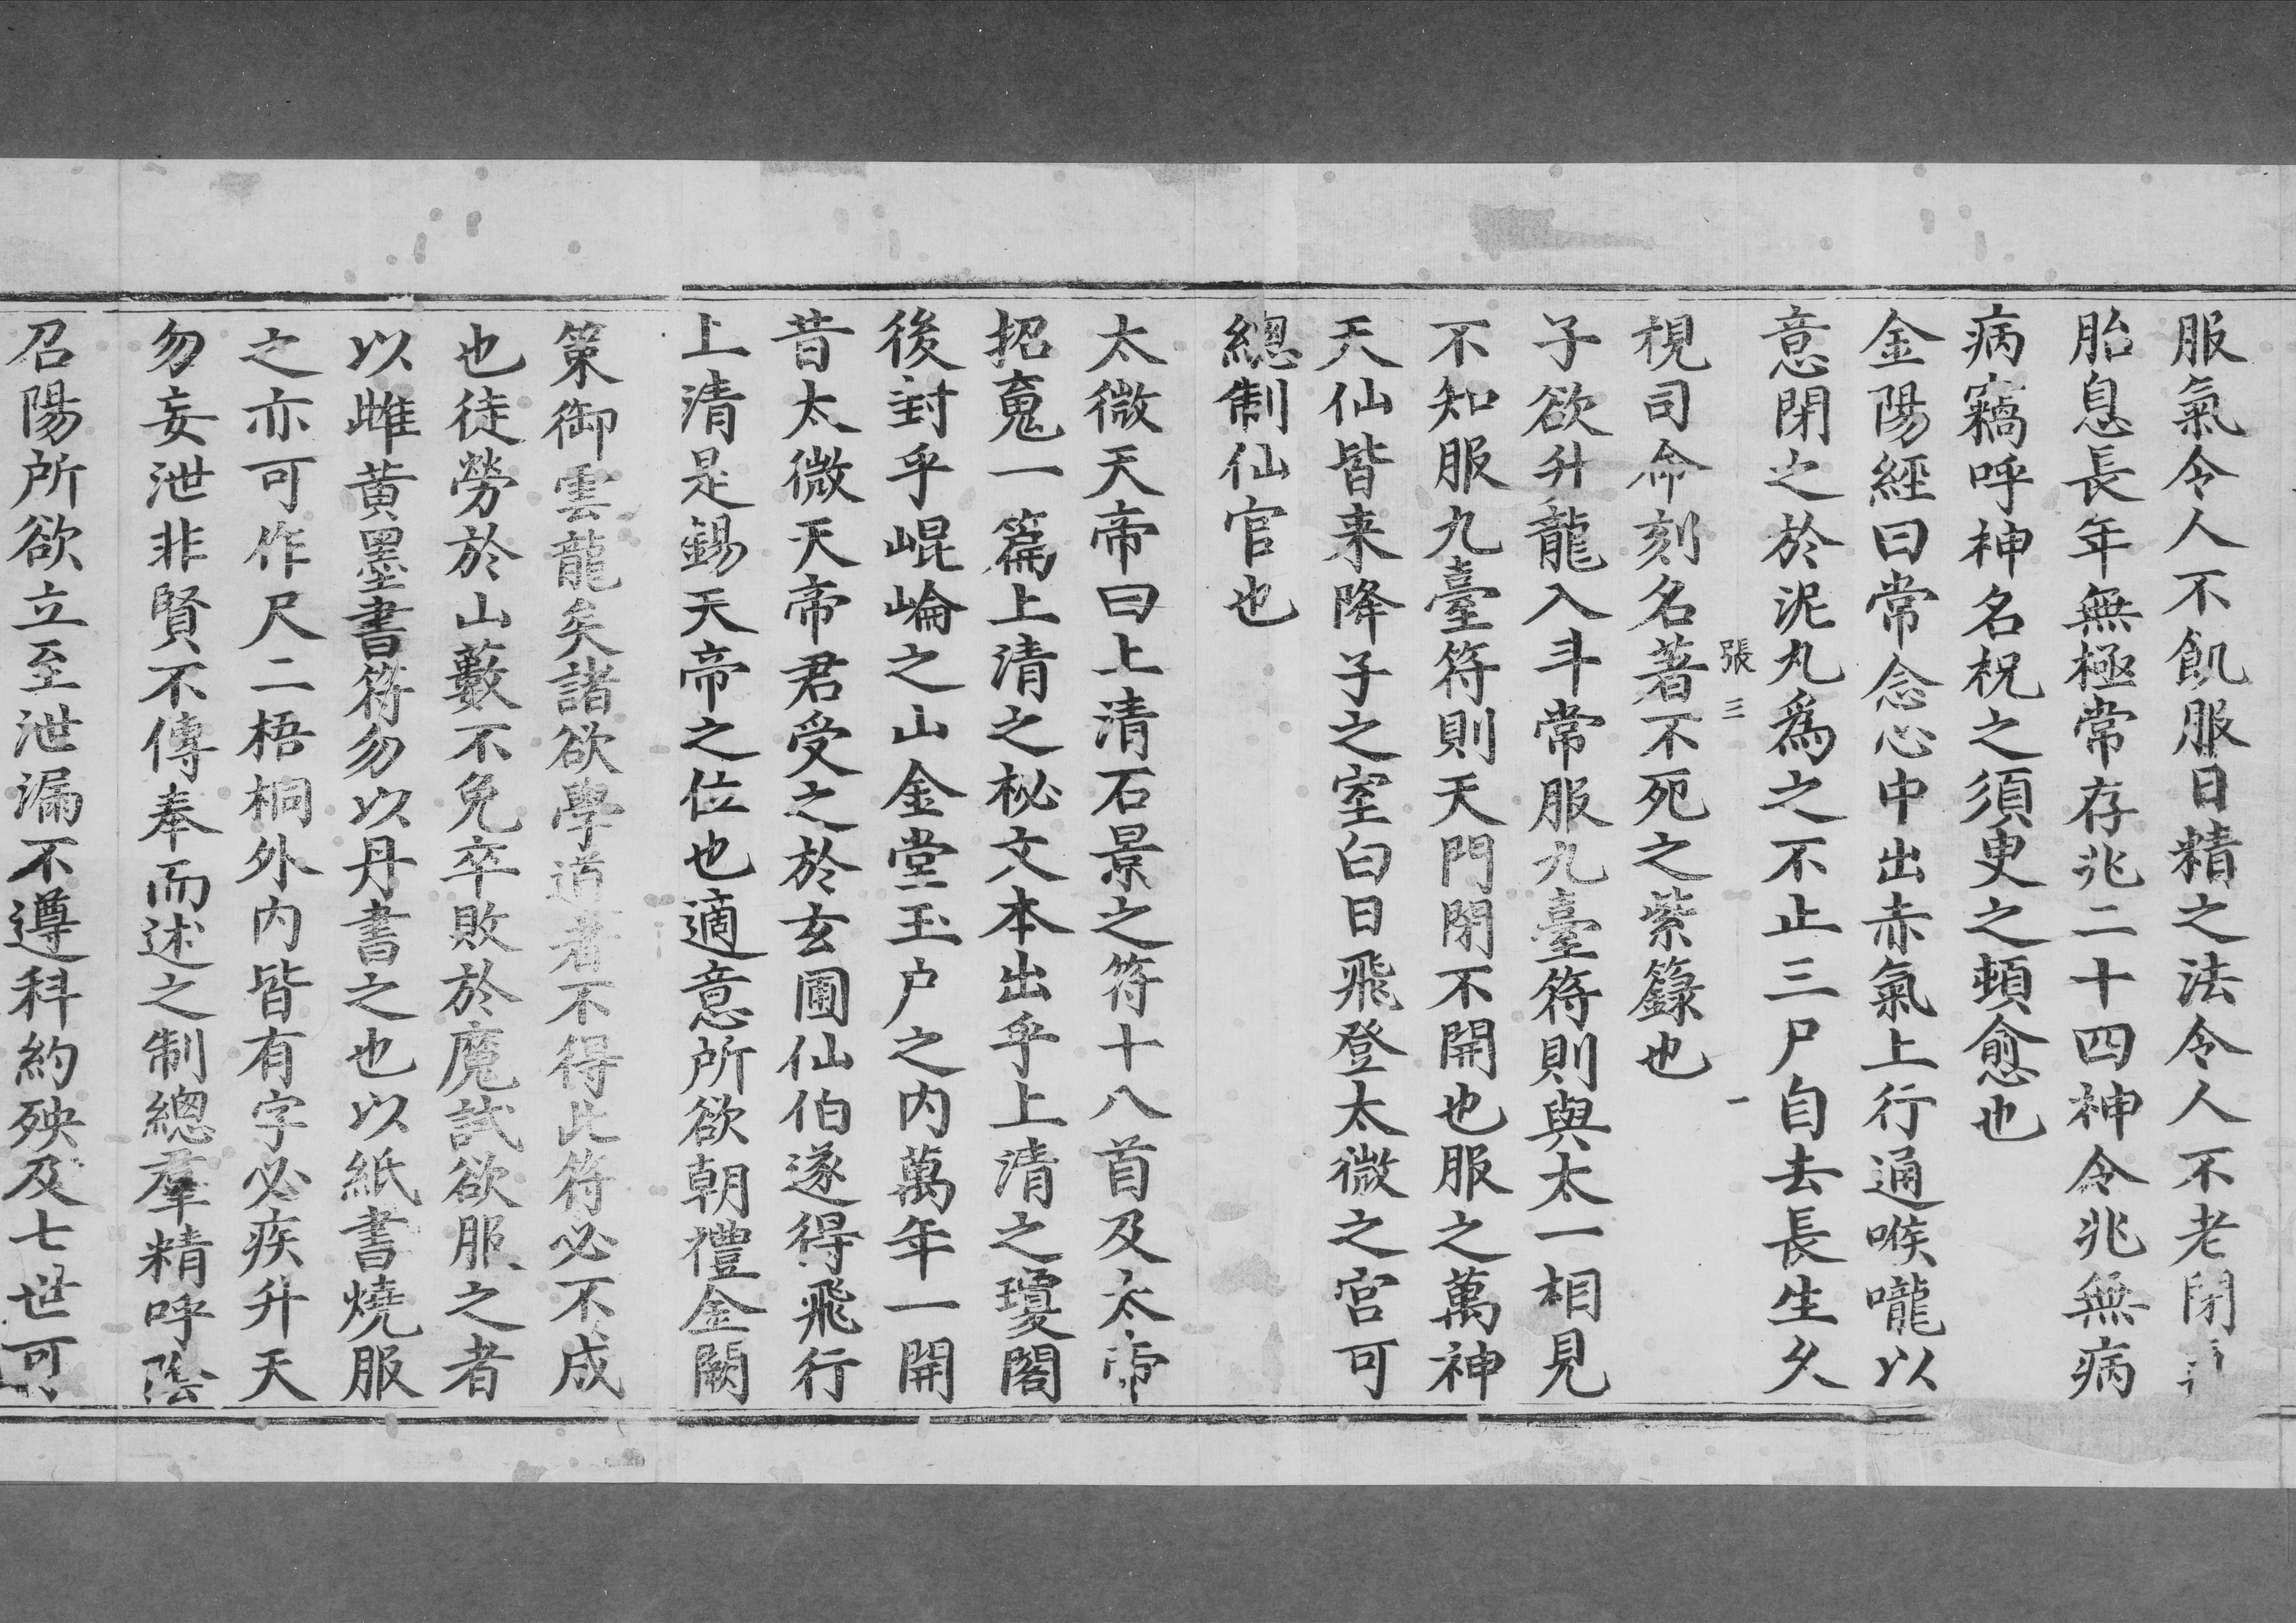 服氣令人不飢服日精之法令人不老閉
胎息長年無極常存兆二十四神令兆無病
病竊呼神名柷之須臾之頓愈也
金陽經曰常念心中出赤氣上行通喉嚨以
意閉之於泥丸為之不止三尸自去長生久
張三 一
視司命刻名著不死之紫籙也
子欲升龍入斗常服九臺符則與太一相見
不知服九臺符則天門閉不開也服之萬神
天仙皆来降子之室白日飛登太微之宮可
總制仙官也
太微天帝曰上清石景之符十八首及太帝
招䰟一篇上清之秘文本出乎上清之瓊閣
後封乎崐崘之山金堂玉户之内萬年一開
昔太微天帝君受之於玄圃仙伯遂得飛行
上清是錫天帝之位也適意所欲朝禮金闕
策御雲龍矣諸欲學道者不得此符必不成
也徒勞於山藪不免卒敗於魔試欲服之者
以雌黄墨書符勿以丹書之也以紙書燒服
之亦可作尺二梧桐外内皆有字必疾升天
勿妄泄非賢不傳奉而述之制總羣精呼陰
召陽所欲立至泄漏不遵科約殃及七世可